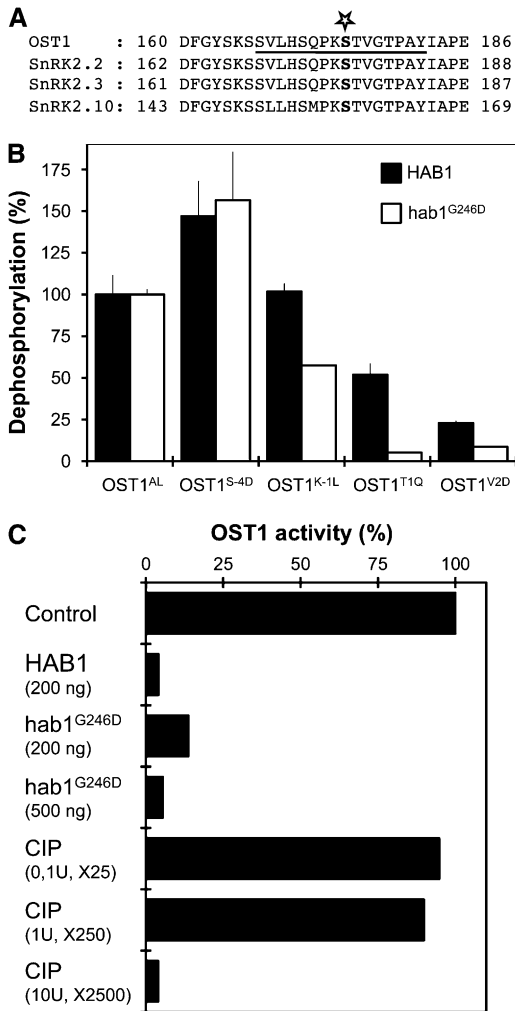 A
OST1 : 160 DFGYSKSSVLHSQPKSTVGTPAYIAPE 186
SnRK2.2 : 162 DFGYSKSSVLHSQPKSTVGTPAYIAPE 188
SnRK2.3 : 161 DFGYSKSSVLHSQPKSTVGTPAYIAPE 187
SnRK2.10: 143 DFGYSKSSLLHSMPKSTVGTPAYIAPE 169
B
Dephosphorylation (%)
175
150
125
100
75
50
25
0
HAB1
hab1G246D
OST1AL OST1S-4D OST1K-1L OST1T1Q OST1V2D
C
OST1 activity (%)
0 25 50 75 100
Control
HAB1
(200 ng)
hab1G246D
(200 ng)
hab1G246D
(500 ng)
CIP
(0,1U, X25)
CIP
(1U, X250)
CIP
(10U, X2500)